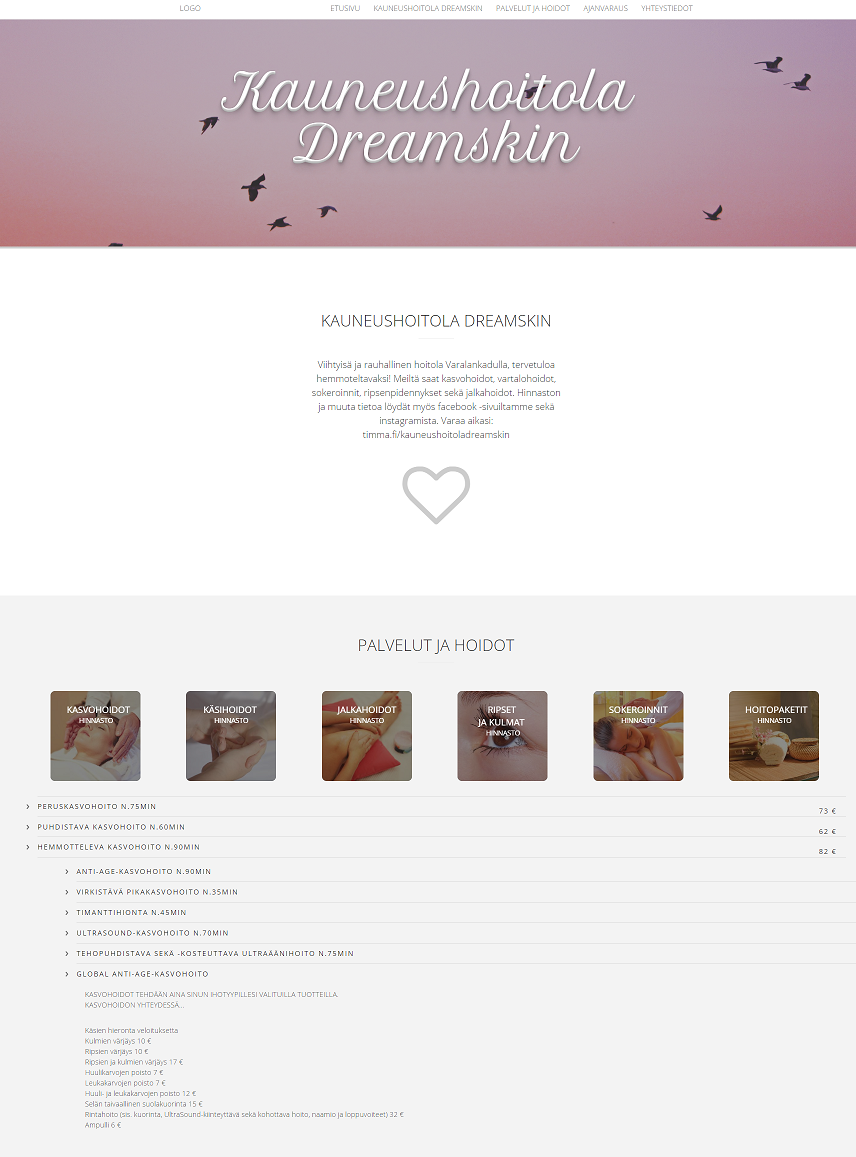 LOGO
ETUSIVU KAUNEUSHOITOLA DREAMSKIN PALVELUT JA HOIDOT AJANVARAUS YHTEYSTIEDOT
Kauneushoitola
Dreamskin
KAUNEUSHOITOLA DREAMSKIN
Viihtyisä ja rauhallinen hoitola Varalankadulla, tervetuloa
hemmoteltavaksi! Meiltä saat kasvohoidot, vartalohoidot,
sokeroinnit, ripsenpidennykset sekä jalkahoidot. Hinnaston
ja muuta tietoa löydät myös facebook -sivuiltamme sekä
instagramista. Varaa aikasi:
timma.fi/kauneushoitoladreamskin
PALVELUT JA HOIDOT
KASVOHOIDOT
HINNASTO
KÄSIHOIDOT
HINNASTO
JALKAHOIDOT
HINNASTO
RIPSET
JA KULMAT
HINNASTO
SOKEROINNIT
HINNASTO
HOITOPAKETIT
HINNASTO
PERUSKASVOHOITO N.75MIN 73 €
PUHDISTAVA KASVOHOITO N.60MIN 62 €
HEMMOTTELEVA KASVOHOITO N.90MIN 82 €
ANTI-AGE-KASVOHOITO N.90MIN
VIRKISTÄVÄ PIKAKASVOHOITO N.35MIN
TIMANTTIHIONTA N.45MIN
ULTRASOUND-KASVOHOITO N.70MIN
TEHOPUHDISTAVA SEKÄ -KOSTEUTTAVA ULTRAÄÄNIHOITO N.75MIN
GLOBAL ANTI-AGE-KASVOHOITO
KASVOHOIDOT TEHDÄÄN AINA SINUN IHOTYYPILLESI VALITUILLA TUOTTEILLA.
KASVOHOIDON YHTEYDESSÄ...
Käsien hieronta veloituksetta
Kulmien värjäys 10 €
Ripsien värjäys 10 €
Ripsien ja kulmien värjäys 17 €
Huulikarvojen poisto 7 €
Leukakarvojen poisto 7 €
Huuli- ja leukakarvojen poisto 12 €
Selän taivaallinen suolakuorinta 15 €
Rintahoito (sis. kuorinta, UltraSound-kiinteyttävä sekä kohottava hoito, naamio ja loppuvoiteet) 32 €
Ampulli 6 €